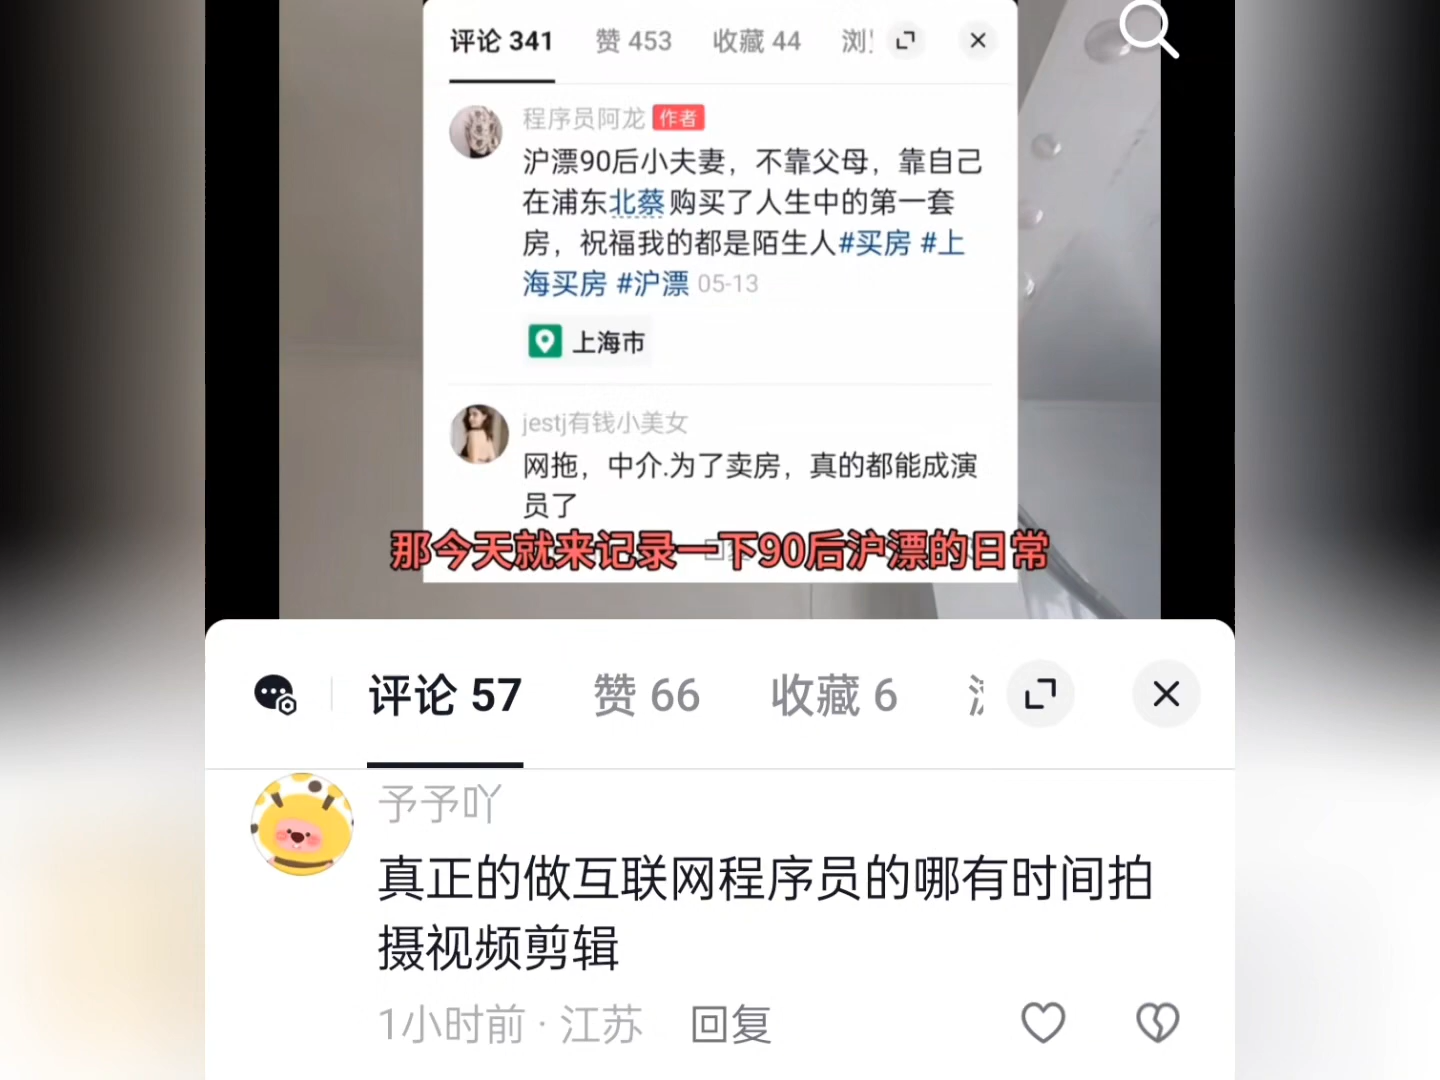 评论 341 赞 453 收藏 44 浏
程序员阿龙 作者
沪漂90后小夫妻，不靠父母，靠自己
在浦东北蔡购买了人生中的第一套
房，祝福我的都是陌生人#买房 #上
海买房 #沪漂 05-13
上海市
jestj有钱小美女
网拖，中介.为了卖房，真的都能成演
员了
那今天就来记录一下90后沪漂的日常
评论 57 赞 66 收藏 6
予予吖
真正的做互联网程序员的哪有时间拍
摄视频剪辑
1小时前 · 江苏 回复